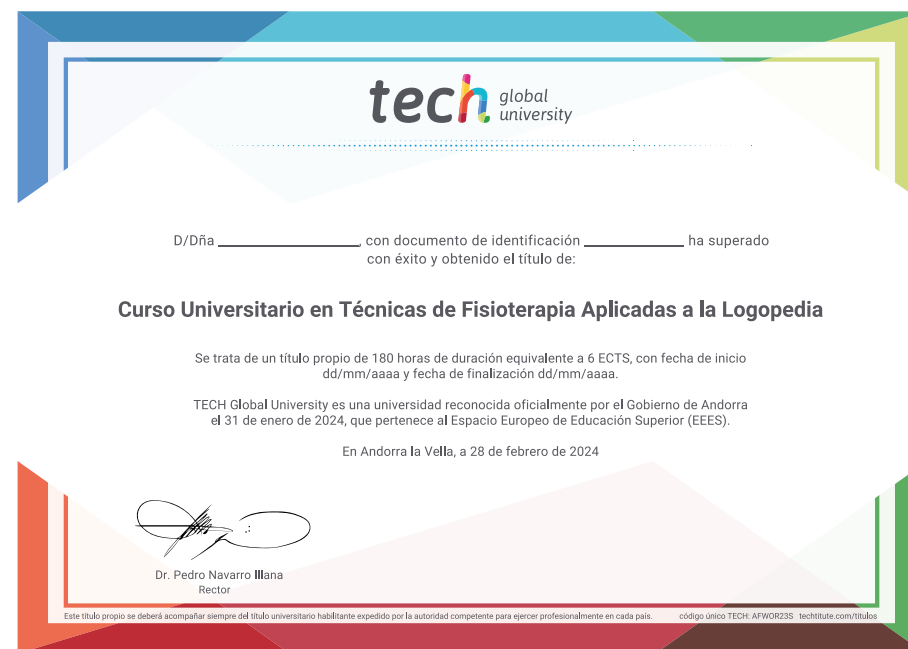 tech global university
D/Dña ____________________, con documento de identificación ______________ ha superado
con éxito y obtenido el título de:
Curso Universitario en Técnicas de Fisioterapia Aplicadas a la Logopedia
Se trata de un título propio de 180 horas de duración equivalente a 6 ECTS, con fecha de inicio
dd/mm/aaaa y fecha de finalización dd/mm/aaaa.
TECH Global University es una universidad reconocida oficialmente por el Gobierno de Andorra
el 31 de enero de 2024, que pertenece al Espacio Europeo de Educación Superior (EEES).
En Andorra la Vella, a 28 de febrero de 2024
Dr. Pedro Navarro Illana
Rector
Este título propio se deberá acompañar siempre del título universitario habilitante expedido por la autoridad competente para ejercer profesionalmente en cada país. código único TECH: AFWOR23S techtitute.com/titulos